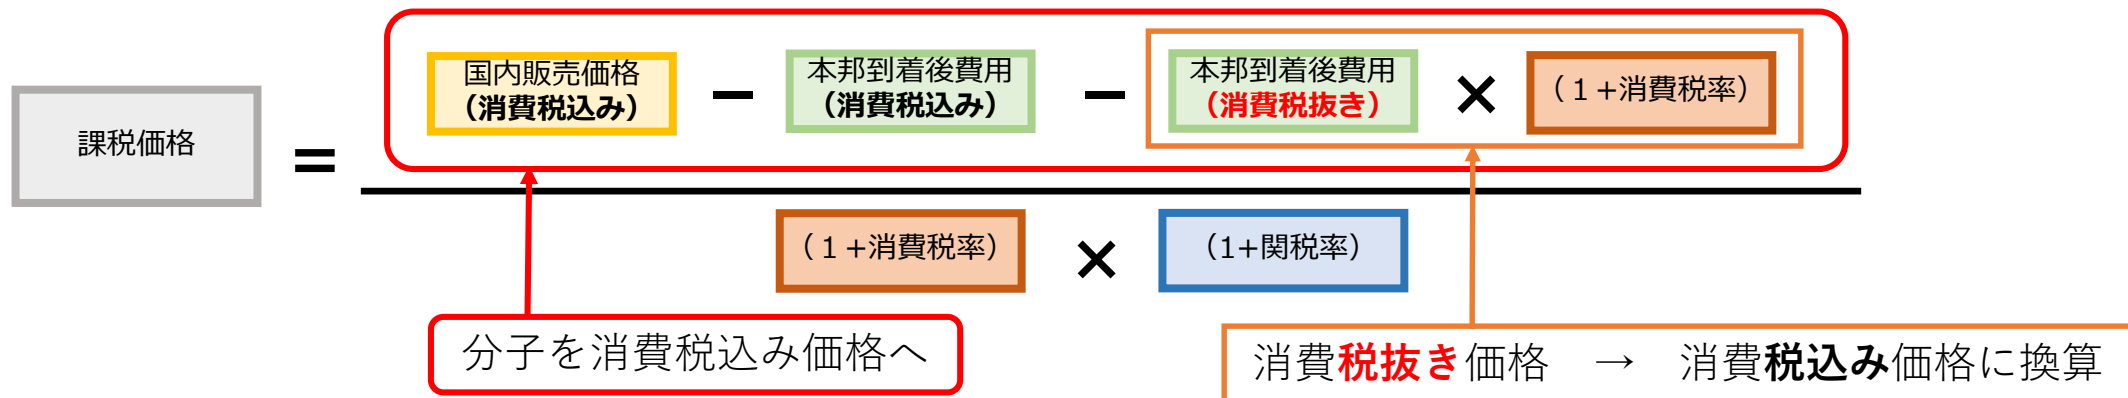 国内販売価格
（消費税込み）
－
本邦到着後費用
（消費税込み）
－
本邦到着後費用
（消費税抜き）
×
（１+消費税率）
課税価格
＝
（１+消費税率）
×
（1+関税率）
分子を消費税込み価格へ
消費税抜き価格　→　消費税込み価格に換算